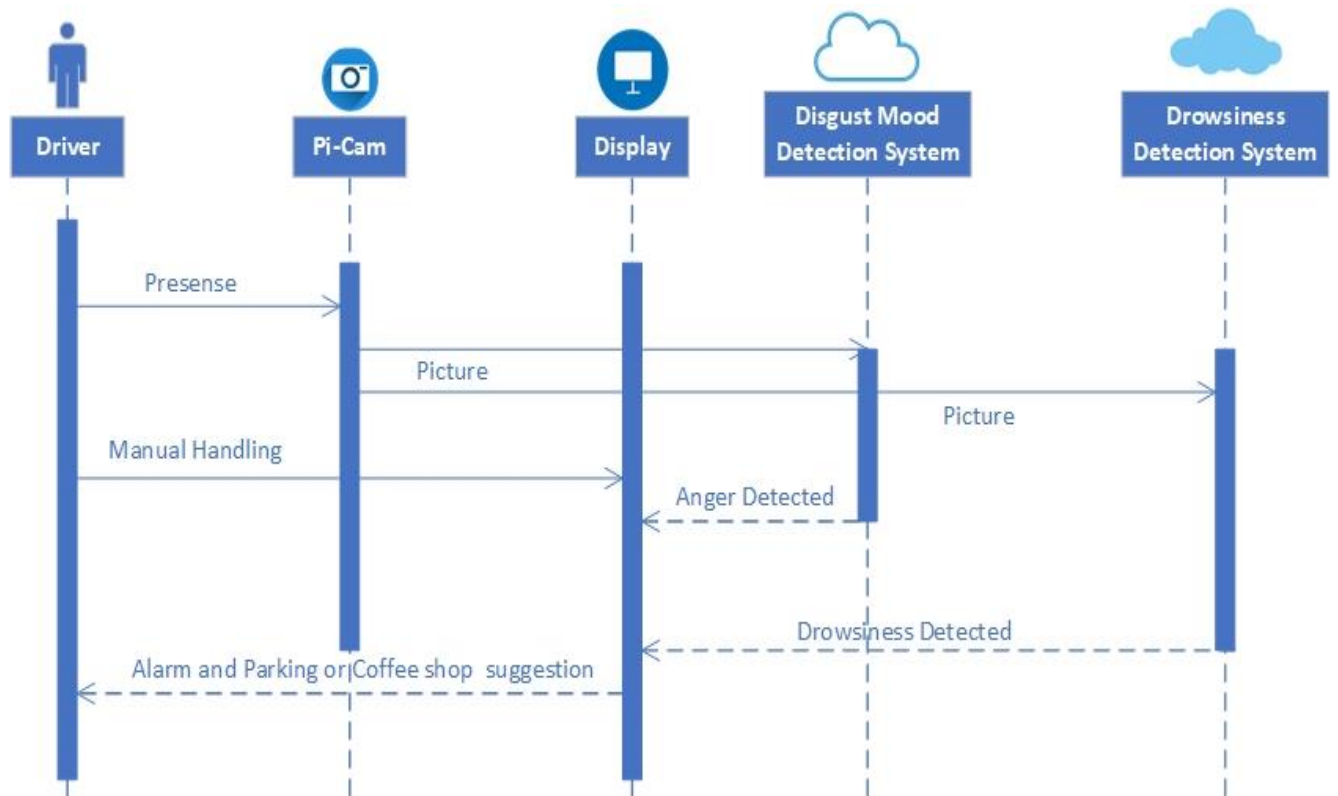 Driver
Pi-Cam
Display
Disgust Mood
Detection System
Drowsiness
Detection System
Presense
Picture
Picture
Manual Handling
Anger Detected
Drowsiness Detected
Alarm and Parking or Coffee shop suggestion